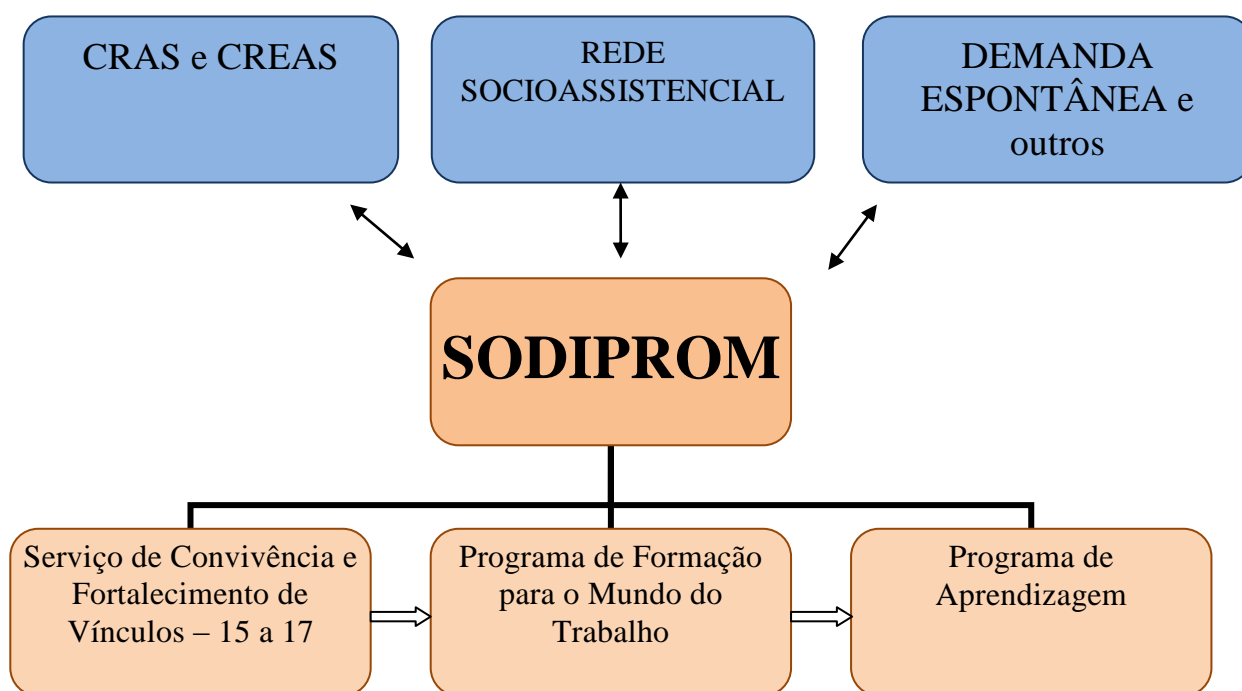 CRAS e CREAS
REDE
SOCIOASSISTENCIAL
DEMANDA
ESPONTÂNEA e
outros
SODIPROM
Serviço de Convivência e
Fortalecimento de
Vínculos – 15 a 17
Programa de Formação
para o Mundo do
Trabalho
Programa de
Aprendizagem